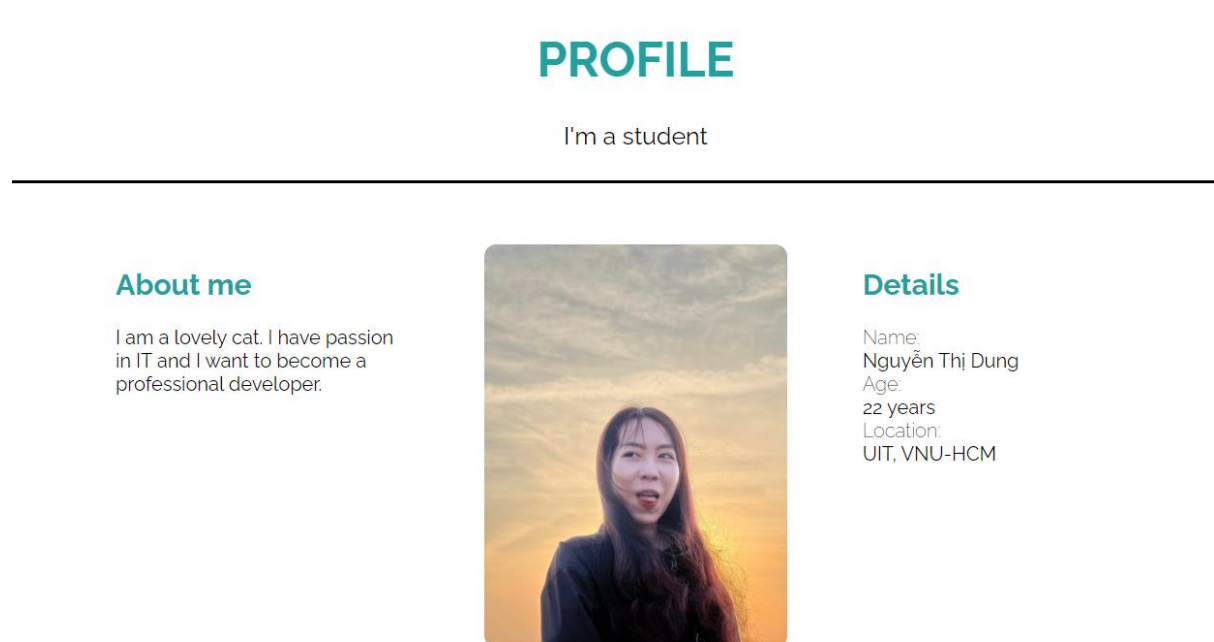 PROFILE
I'm a student
About me
I am a lovely cat. I have passion
in IT and I want to become a
professional developer.
Details
Name:
Nguyễn Thị Dung
Age:
22 years
Location:
UIT, VNU-HCM